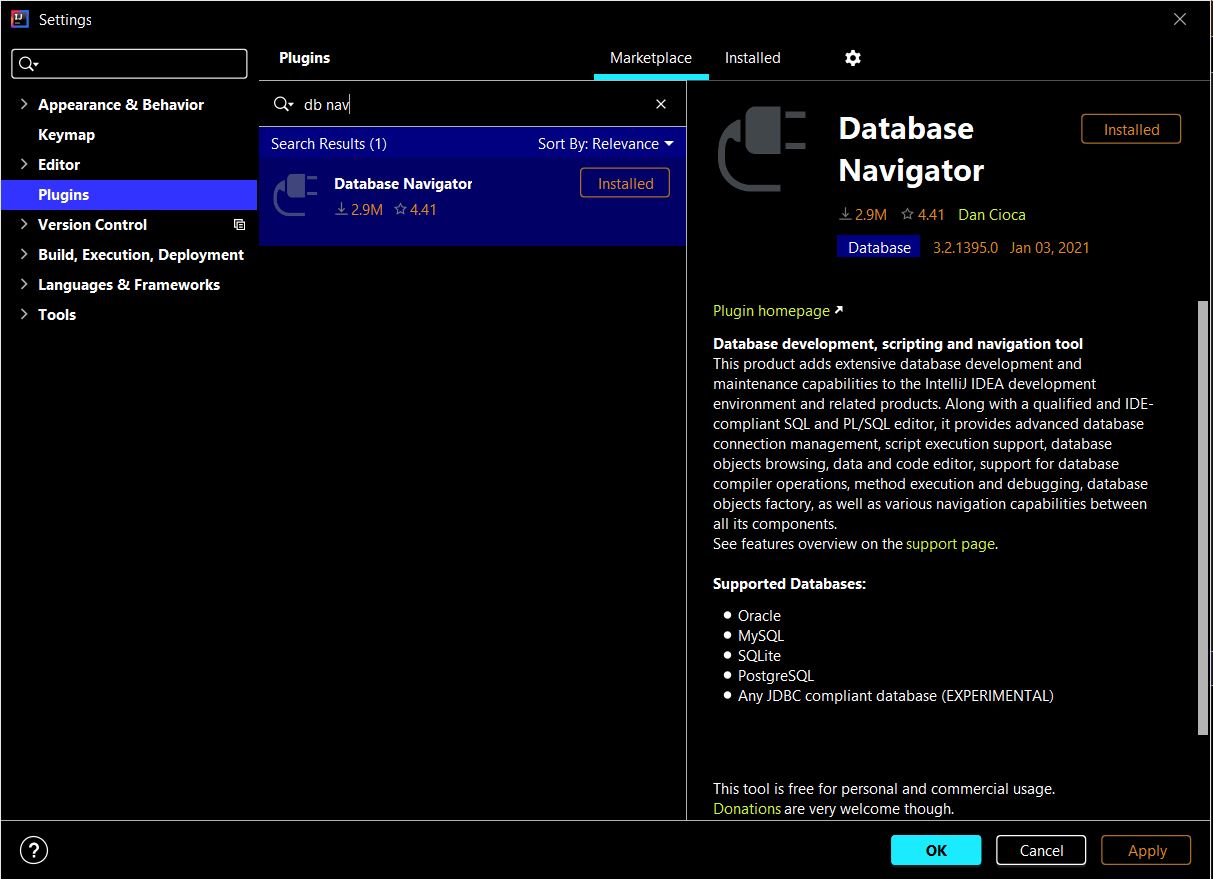 Settings
Plugins
Marketplace
Installed
Appearance & Behavior
Keymap
Editor
Plugins
Version Control
Build, Execution, Deployment
Languages & Frameworks
Tools
db nav
Search Results (1)
Sort By: Relevance
Database Navigator
2.9M 4.41
Installed
Database
Navigator
Installed
2.9M 4.41 Dan Cioca
Database 3.2.1395.0 Jan 03, 2021
Plugin homepage
Database development, scripting and navigation tool
This product adds extensive database development and
maintenance capabilities to the IntelliJ IDEA development
environment and related products. Along with a qualified and IDE-
compliant SQL and PL/SQL editor, it provides advanced database
connection management, script execution support, database
objects browsing, data and code editor, support for database
compiler operations, method execution and debugging, database
objects factory, as well as various navigation capabilities between
all its components.
See features overview on the support page.
Supported Databases:
Oracle
MySQL
SQLite
PostgreSQL
Any JDBC compliant database (EXPERIMENTAL)
This tool is free for personal and commercial usage.
Donations are very welcome though.
?
OK
Cancel
Apply